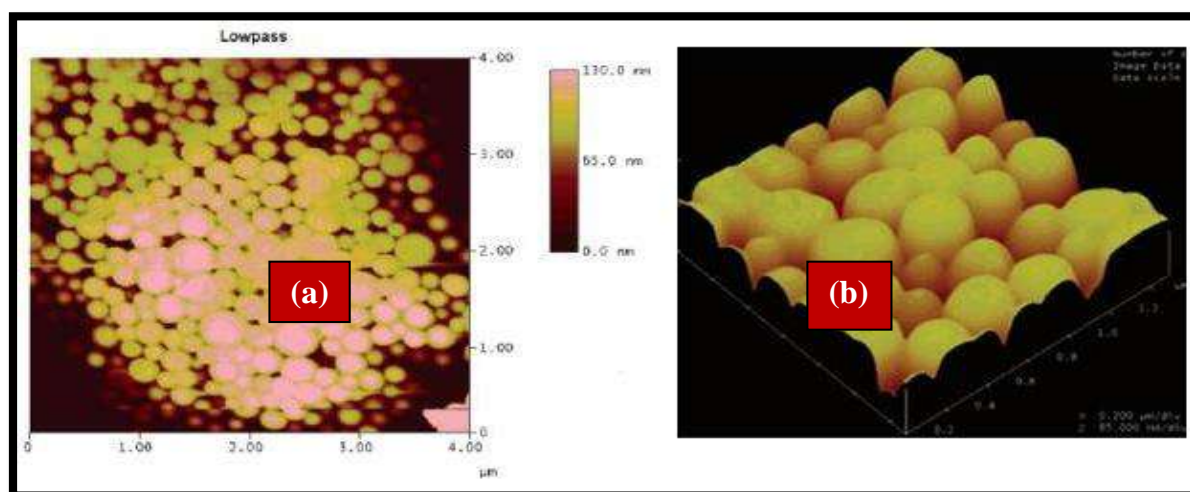 Lowpass
4.00
3.00
2.00
1.00
0
0 1.00 2.00 3.00 4.00
µm
130.0 nm
65.0 nm
0.0 nm
(a)
(b)
Number of
Image Data
Data scale
0.2
0.4
0.6
0.8
1.0
1.2
X 0.200 µm/div
Z 85.000 nm/div